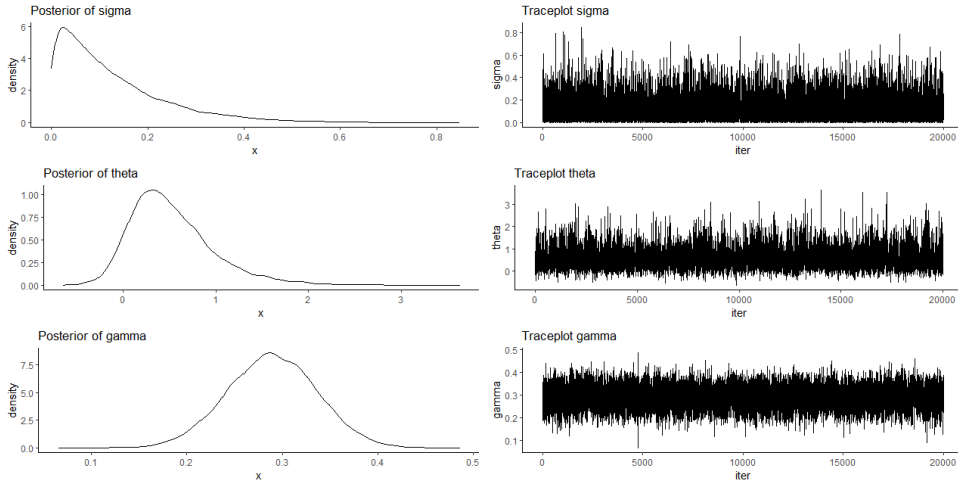 Posterior of sigma
density
6
4
2
0
0.0 0.2 0.4 0.6 0.8
x
Traceplot sigma
sigma
0.8
0.6
0.4
0.2
0.0
0 5000 10000 15000 20000
iter
Posterior of theta
density
1.00
0.75
0.50
0.25
0.00
0 1 2 3
x
Traceplot theta
theta
3
2
1
0
0 5000 10000 15000 20000
iter
Posterior of gamma
density
7.5
5.0
2.5
0.0
0.1 0.2 0.3 0.4 0.5
x
Traceplot gamma
gamma
0.5
0.4
0.3
0.2
0.1
0 5000 10000 15000 20000
iter